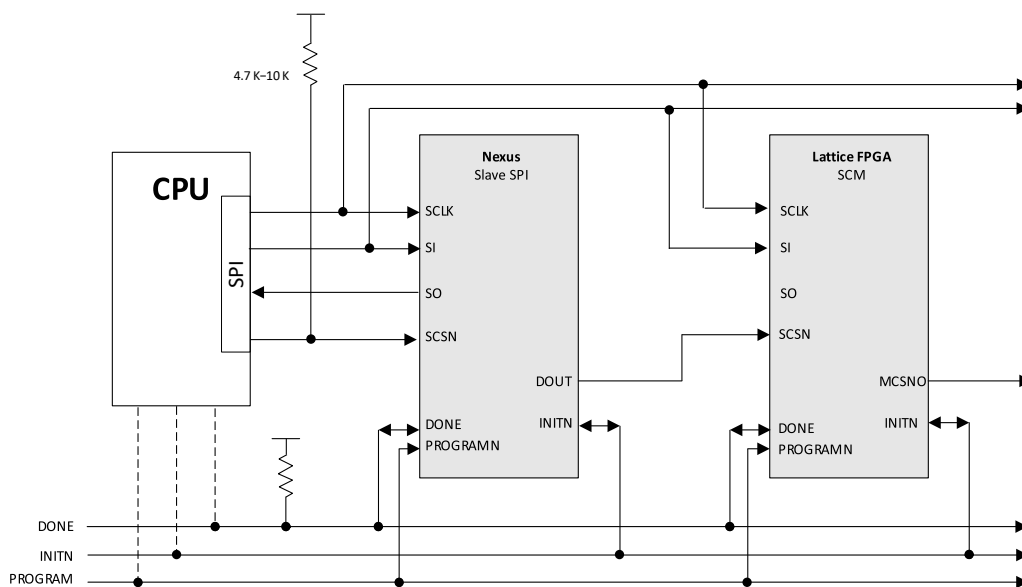 4.7 K–10 K
CPU
SPI
Nexus
Slave SPI
SCLK
SI
SO
SCSN
DOUT
DONE
INITN
PROGRAMN
Lattice FPGA
SCM
SCLK
SI
SO
SCSN
MCSNO
DONE
INITN
PROGRAMN
DONE
INITN
PROGRAM